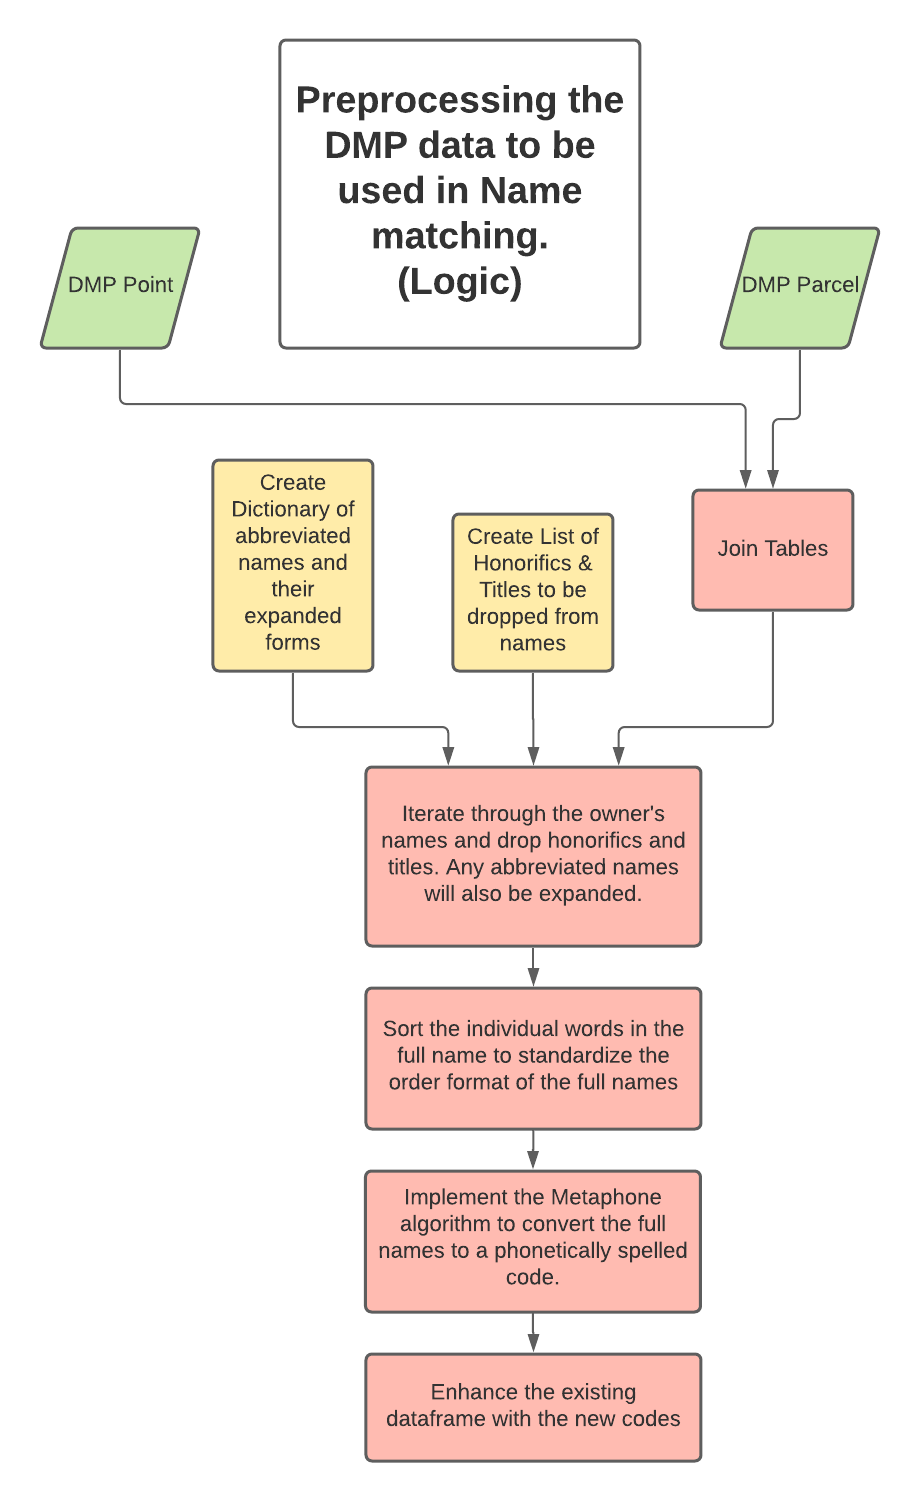 Preprocessing the
DMP data to be
used in Name
matching.
(Logic)
DMP Point
DMP Parcel
Create
Dictionary of
abbreviated
names and
their
expanded
forms
Create List of
Honorifics &
Titles to be
dropped from
names
Join Tables
Iterate through the owner's
names and drop honorifics and
titles. Any abbreviated names
will also be expanded.
Sort the individual words in the
full name to standardize the
order format of the full names
Implement the Metaphone
algorithm to convert the full
names to a phonetically spelled
code.
Enhance the existing
dataframe with the new codes